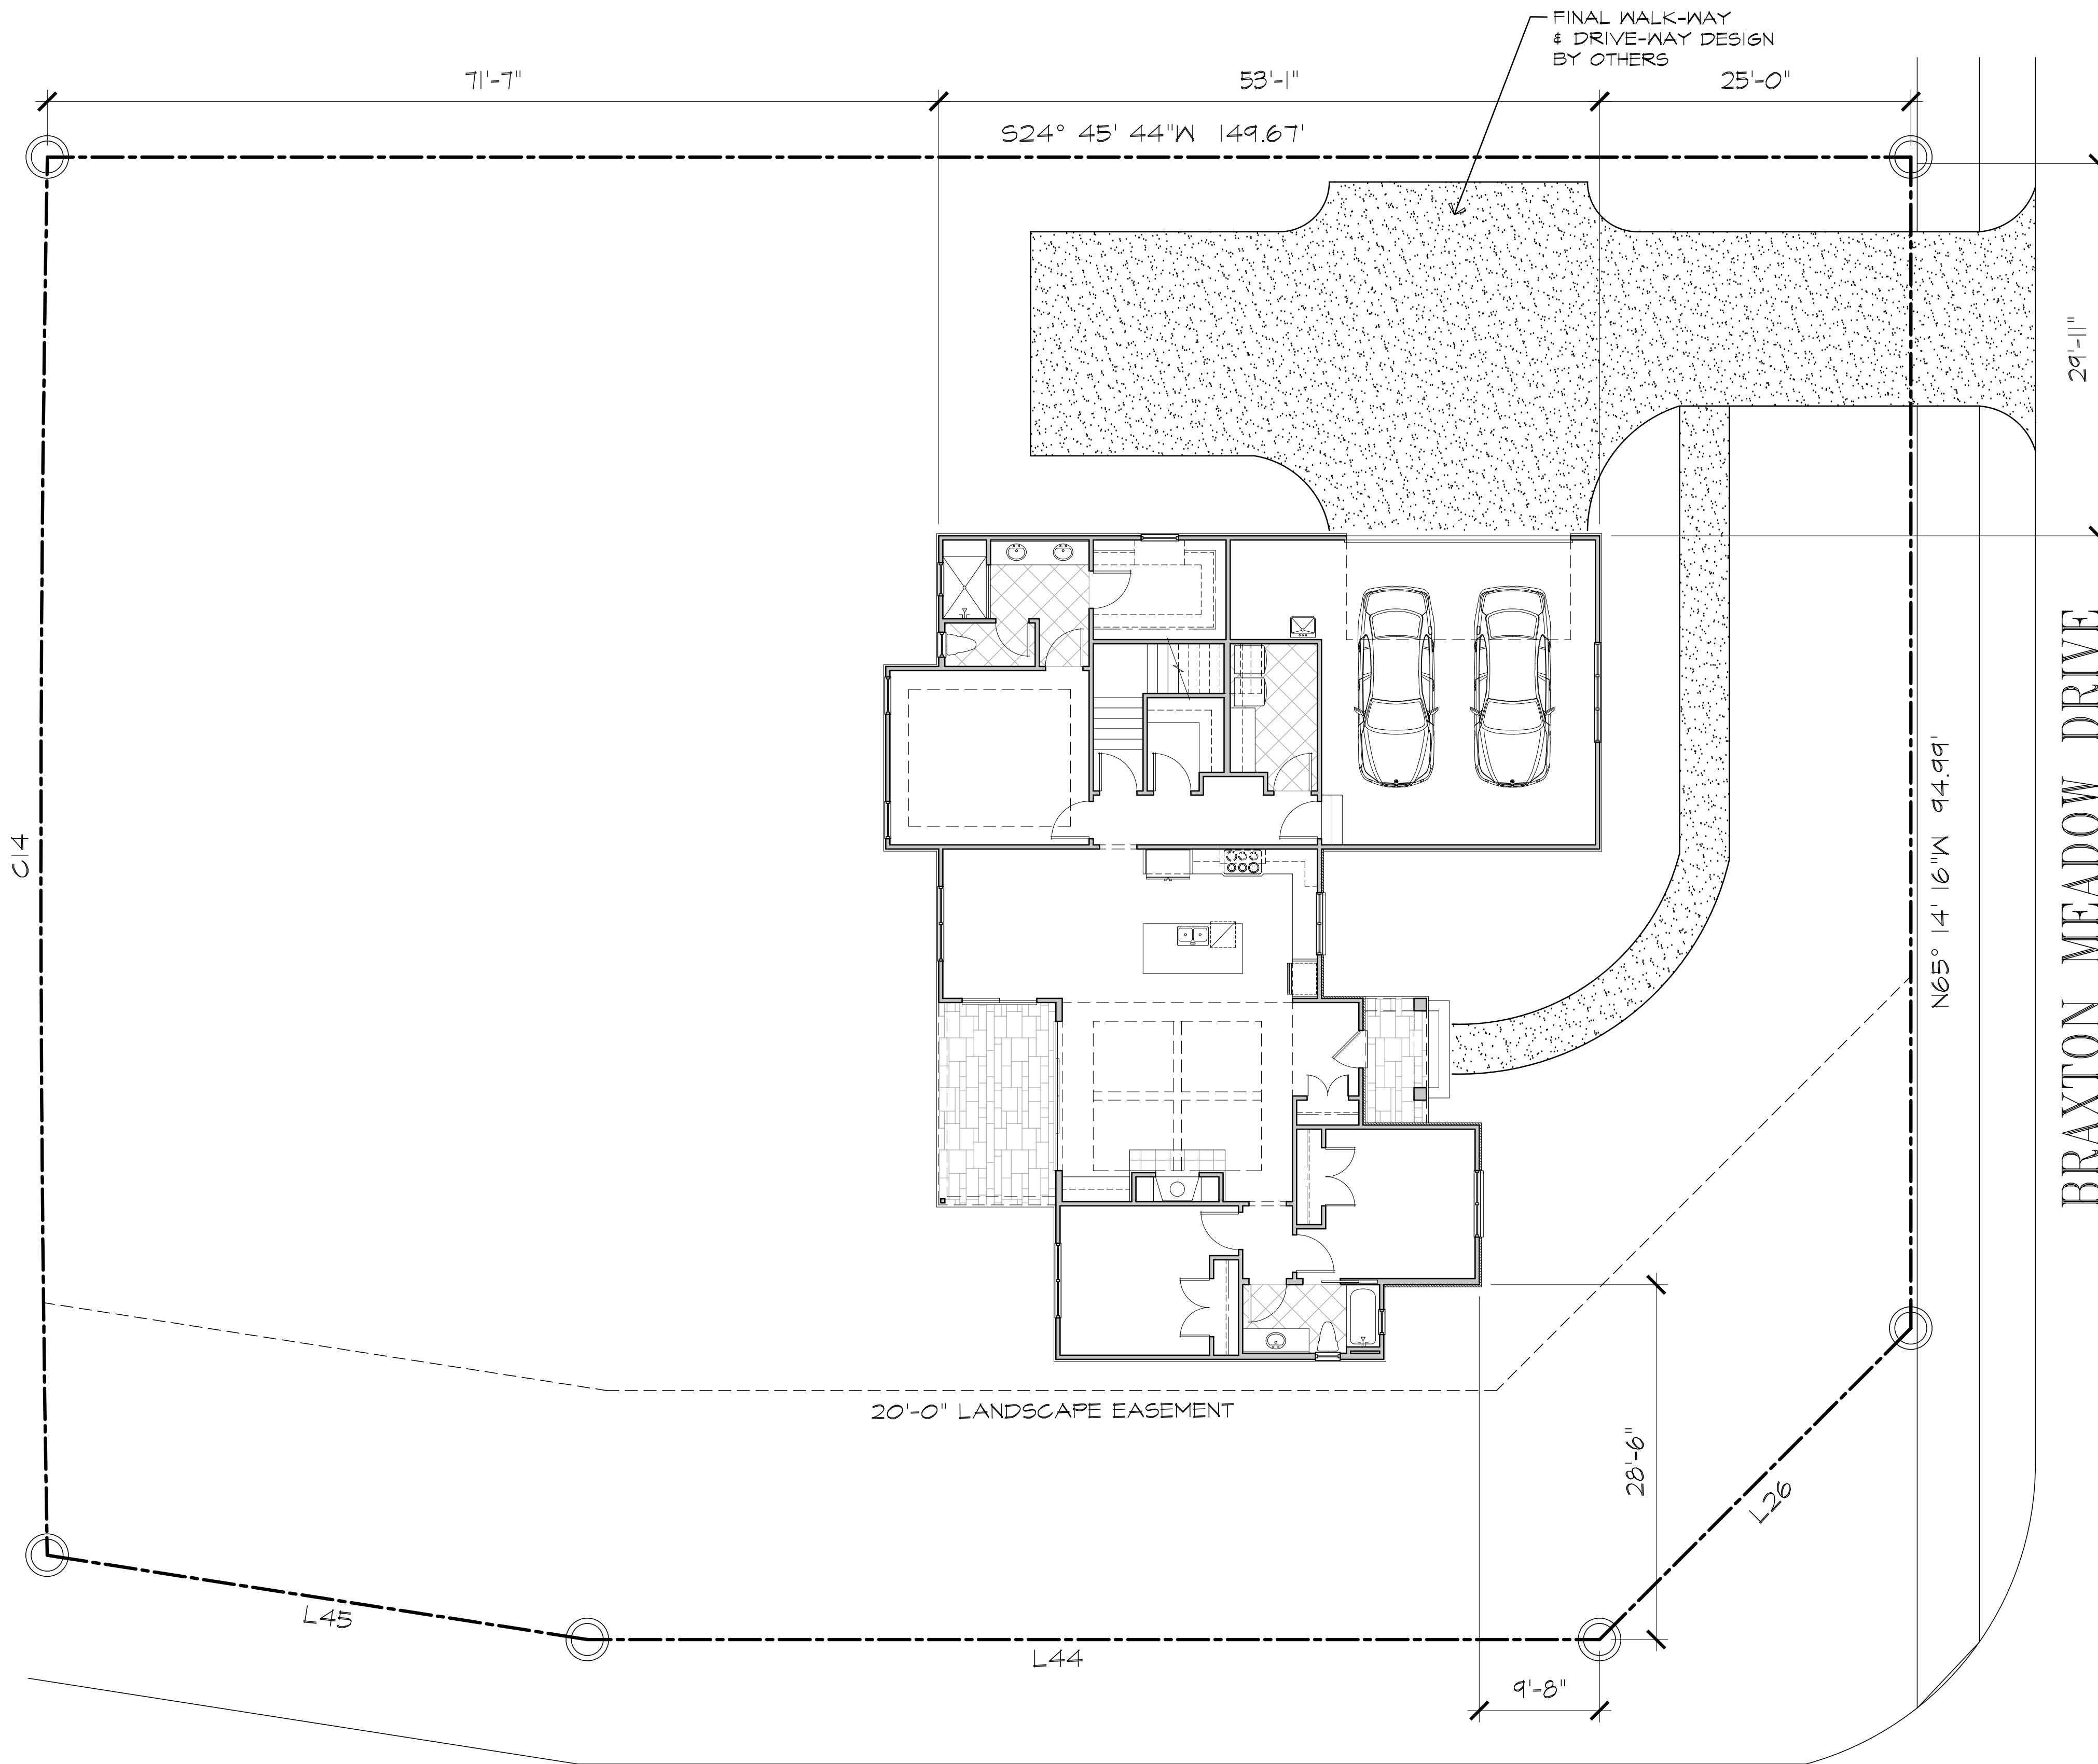 FINAL WALK-WAY
& DRIVE-WAY DESIGN
BY OTHERS
71'-7"
53'-1"
25'-0"
S24° 45' 44"W 149.67'
29'-11"
C14
N65° 14' 16"W 94.99'
BRAXTON MEADOW DRIVE
20'-0" LANDSCAPE EASEMENT
28'-6"
L26
L45
L44
9'-8"